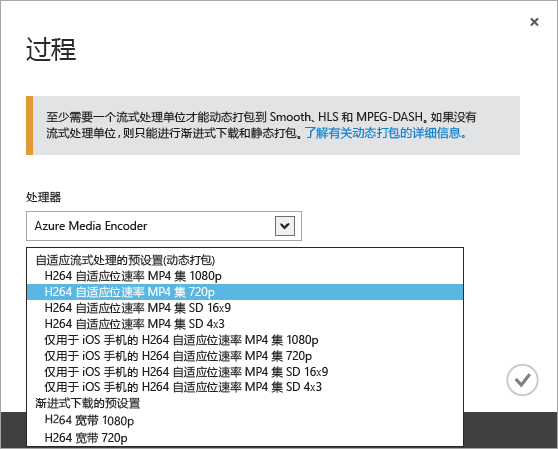 过程
至少需要一个流式处理单位才能动态打包到 Smooth、HLS 和 MPEG-DASH。如果没有
流式处理单位,则只能进行渐进式下载和静态打包。了解有关动态打包的详细信息。
处理器
Azure Media Encoder
自适应流式处理的预设置(动态打包)
H264 自适应位速率 MP4 集 1080p
H264 自适应位速率 MP4 集 720p
H264 自适应位速率 MP4 集 SD 16x9
H264 自适应位速率 MP4 集 SD 4x3
仅用于 iOS 手机的 H264 自适应位速率 MP4 集 1080p
仅用于 iOS 手机的 H264 自适应位速率 MP4 集 720p
仅用于 iOS 手机的 H264 自适应位速率 MP4 集 SD 16x9
仅用于 iOS 手机的 H264 自适应位速率 MP4 集 SD 4x3
渐进式下载的预设置
H264 宽带 1080p
H264 宽带 720p